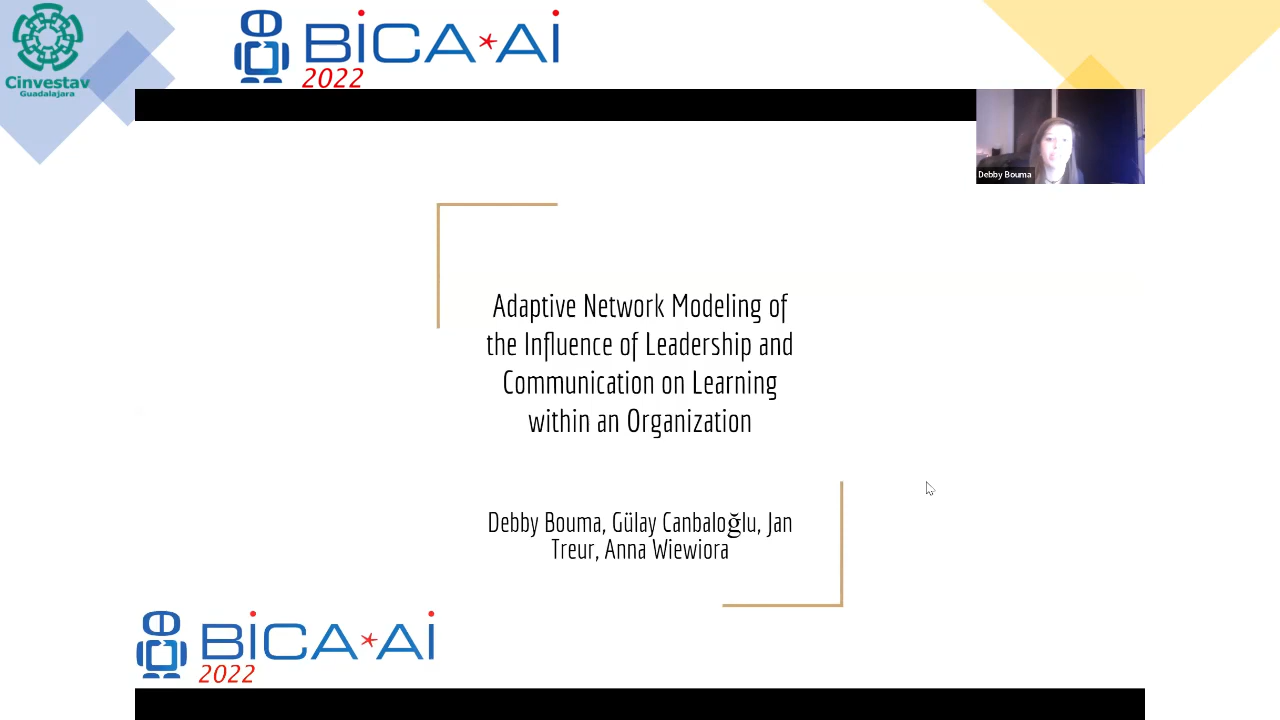 Cinvestav
Guadalajara
BiCA*Ai
2022
Debby Bouma
Adaptive Network Modeling of
the Influence of Leadership and
Communication on Learning
within an Organization
Debby Bouma, Gülay Canbaloğlu, Jan
Treur, Anna Wiewiora
BiCA*Ai
2022